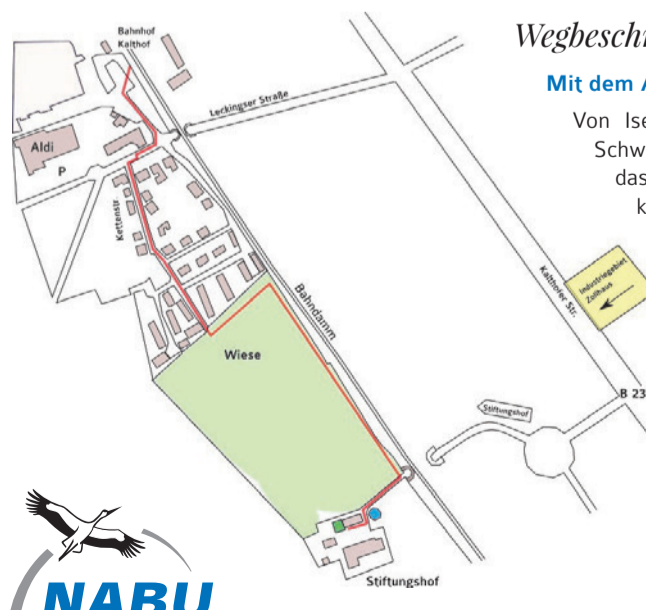 Bahnhof
Kalthof
Wegbeschr
Mit dem A
Von Ise
Schw
das
k
Leckingser Straße
Aldi
P
Kettenstr.
Bahndamm
Kalthofer Str.
Industriegebiet
Zollhaus
Wiese
B 23
Stiftungshof
Stiftungshof
NABU